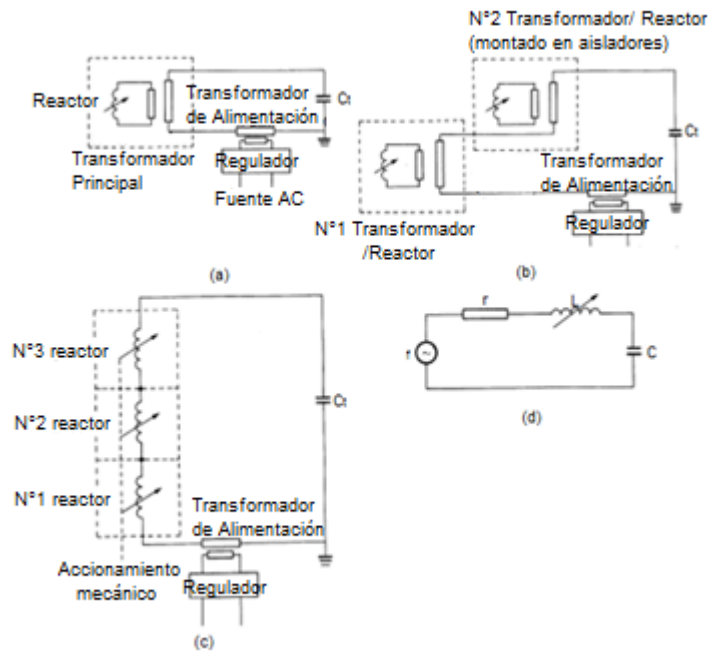 Reactor
Transformador
de Alimentación
Ct
Regulador
Transformador
Principal
Fuente AC
(a)
N°2 Transformador/ Reactor
(montado en aisladores)
Ct
Transformador
de Alimentación
Regulador
N°1 Transformador
/Reactor
(b)
N°3 reactor
N°2 reactor
N°1 reactor
Ct
Transformador
de Alimentación
Regulador
Accionamiento
mecánico
(c)
r
L
r
C
(d)